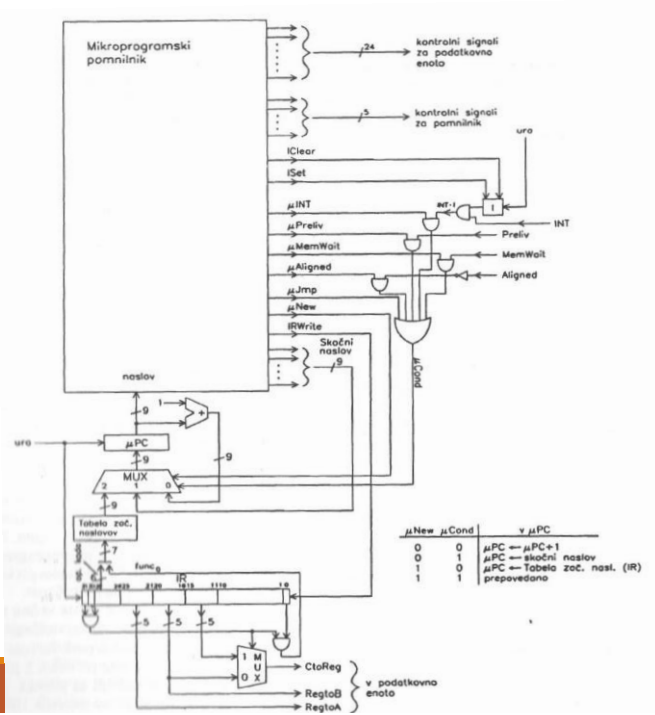 Mikroprogramski
pomnilnik
24
kontrolni signali
za podatkovno
enoto
5
kontrolni signali
za pomnilnik
ura
IClear
ISet
I
μINT
INT·I
INT
μPreliv
Preliv
μMemWait
MemWait
μAligned
Aligned
μJmp
μNew
IRWrite
Skočni
naslov
9
μCond
naslov
9
1
+
ura
μPC
9
9
MUX
2 1 0
9
Tabela zač.
naslovov
7
op. koda
func
IR
5
5
5
1 M
U
0 X
CtoReg
RegtoB
RegtoA
v podatkovno
enoto
μNew μCond v μPC
0 0 μPC ← μPC+1
0 1 μPC ← skočni naslov
1 0 μPC ← Tabela zač. nasl. (IR)
1 1 prepovedano